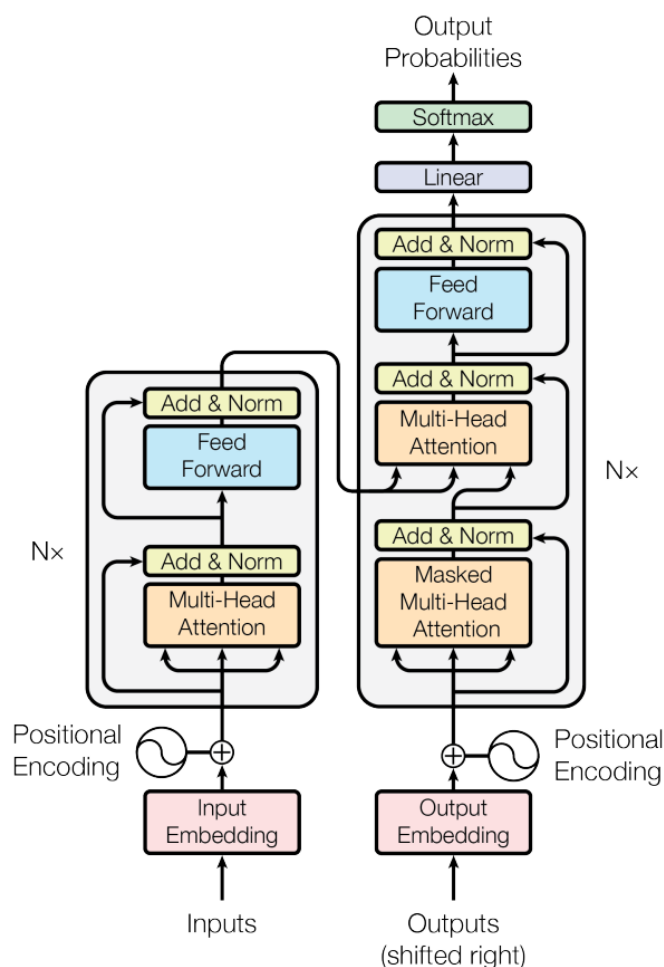 Output
Probabilities
Softmax
Linear
Add & Norm
Feed
Forward
Add & Norm
Multi-Head
Attention
Nx
Add & Norm
Masked
Multi-Head
Attention
Add & Norm
Feed
Forward
N×
Add & Norm
Multi-Head
Attention
Positional
Encoding
Positional
Encoding
Input
Embedding
Output
Embedding
Inputs
Outputs
(shifted right)